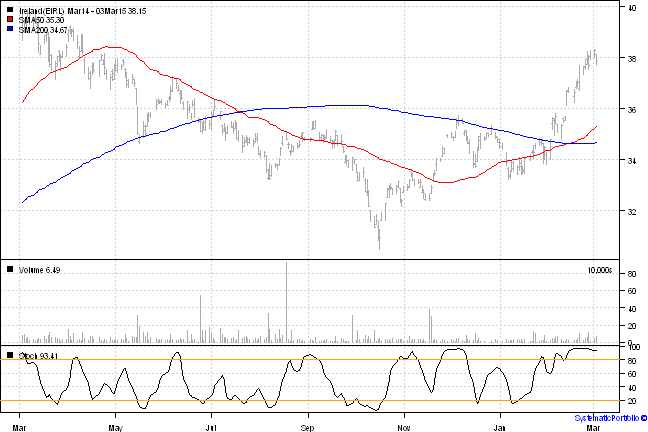 Ireland(EIRL) Mar14 - 03Mar15 38.15
SMA50 35.30
SMA200 34.67
40
38
36
34
32
Volume 6.49
10,000s
80
60
40
20
0
Stoch 93.41
100
80
60
40
20
SystematicPortfolio ©
Mar May Jul Sep Nov Jan Mar